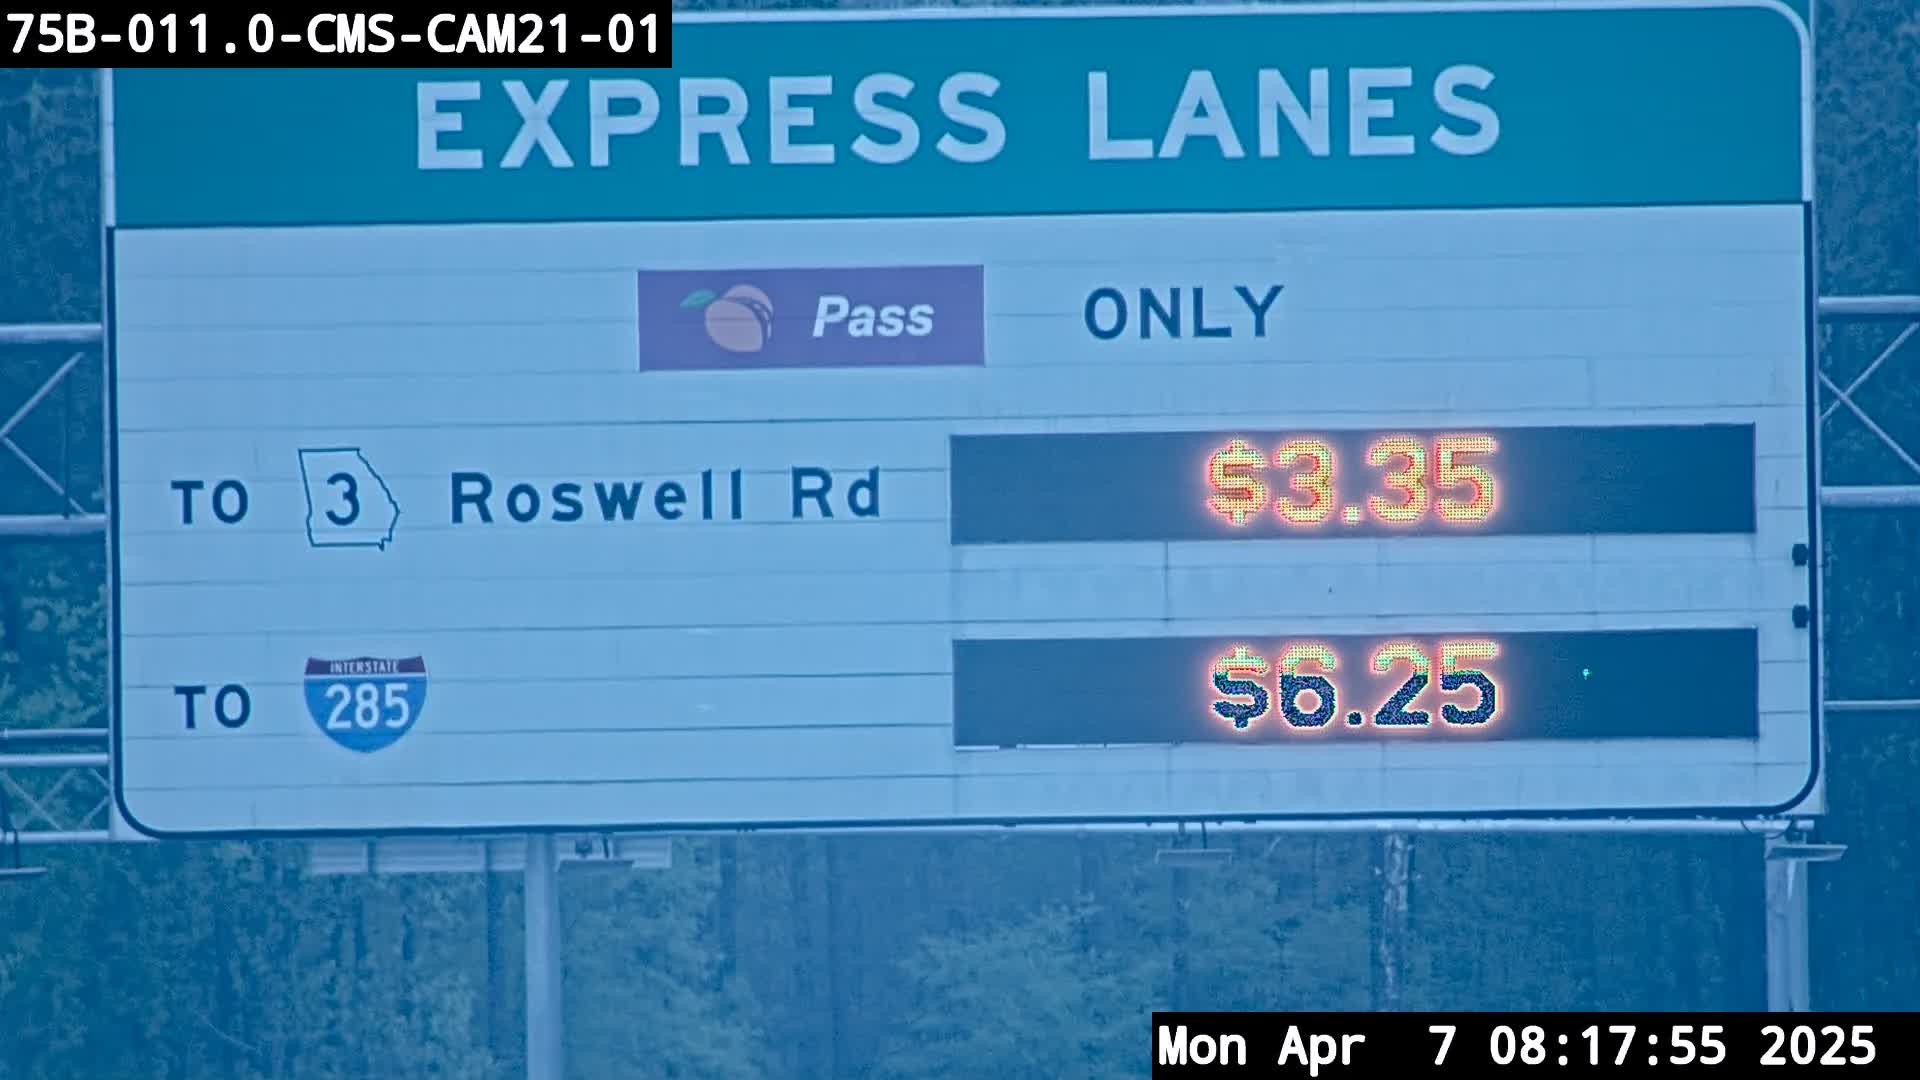 75B-011.0-CMS-CAM21-01
EXPRESS LANES
Pass ONLY
TO 3 Roswell Rd $3.35
TO INTERSTATE 285 $6.25
Mon Apr 7 08:17:55 2025